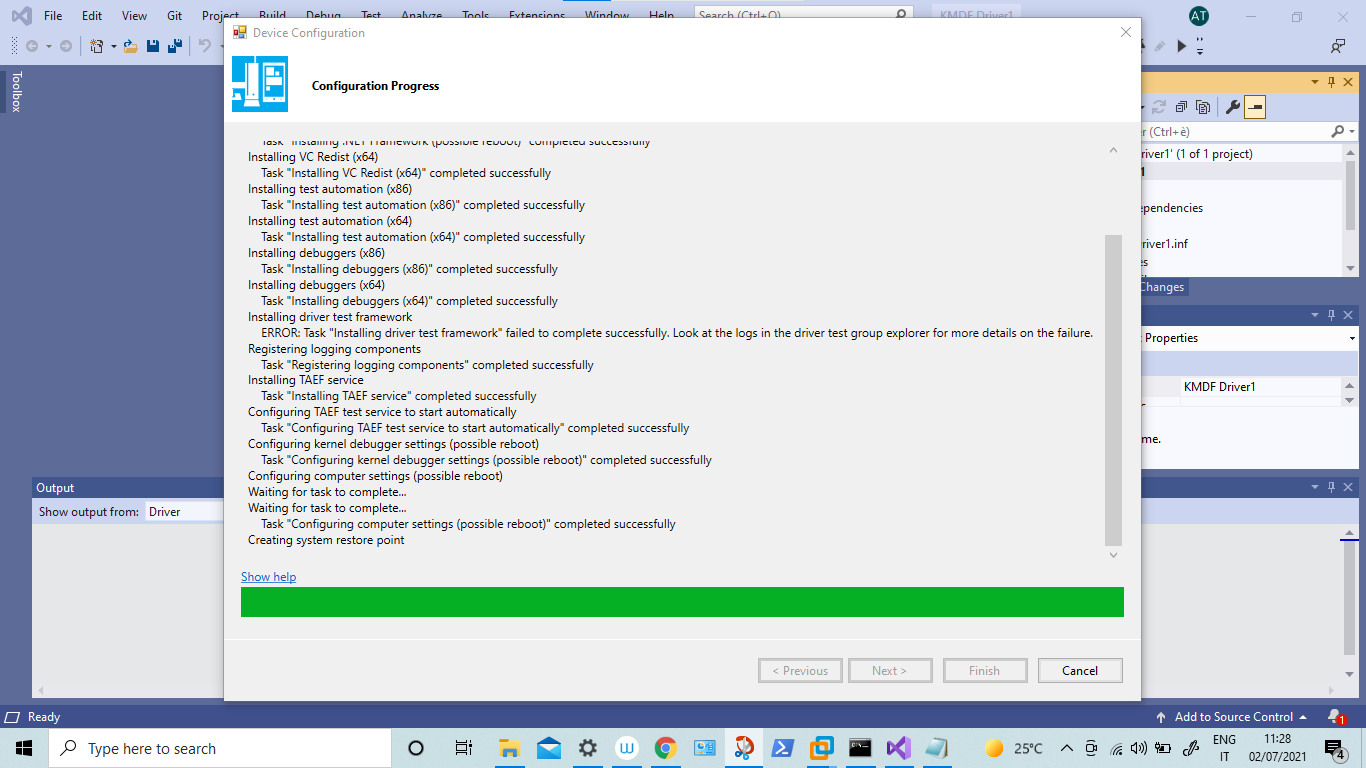 File Edit View Git Project Build Debug Test Analyze Tools Extensions Window Help Search (Ctrl+Q) KMDF Driver1 AT
Device Configuration
Configuration Progress
Toolbox
Task "Installing .NET Framework (possible reboot)" completed successfully
Installing VC Redist (x64)
Task "Installing VC Redist (x64)" completed successfully
Installing test automation (x86)
Task "Installing test automation (x86)" completed successfully
Installing test automation (x64)
Task "Installing test automation (x64)" completed successfully
Installing debuggers (x86)
Task "Installing debuggers (x86)" completed successfully
Installing debuggers (x64)
Task "Installing debuggers (x64)" completed successfully
Installing driver test framework
ERROR: Task "Installing driver test framework" failed to complete successfully. Look at the logs in the driver test group explorer for more details on the failure.
Registering logging components
Task "Registering logging components" completed successfully
Installing TAEF service
Task "Installing TAEF service" completed successfully
Configuring TAEF test service to start automatically
Task "Configuring TAEF test service to start automatically" completed successfully
Configuring kernel debugger settings (possible reboot)
Task "Configuring kernel debugger settings (possible reboot)" completed successfully
Configuring computer settings (possible reboot)
Waiting for task to complete...
Waiting for task to complete...
Task "Configuring computer settings (possible reboot)" completed successfully
Creating system restore point
Show help
< Previous Next > Finish Cancel
er (Ctrl+è)
river1' (1 of 1 project)
1
ependencies
river1.inf
es
Changes
Properties
KMDF Driver1
me.
Output
Show output from: Driver
Ready
Add to Source Control
1
Type here to search
25°C
ENG
IT
11:28
02/07/2021
4